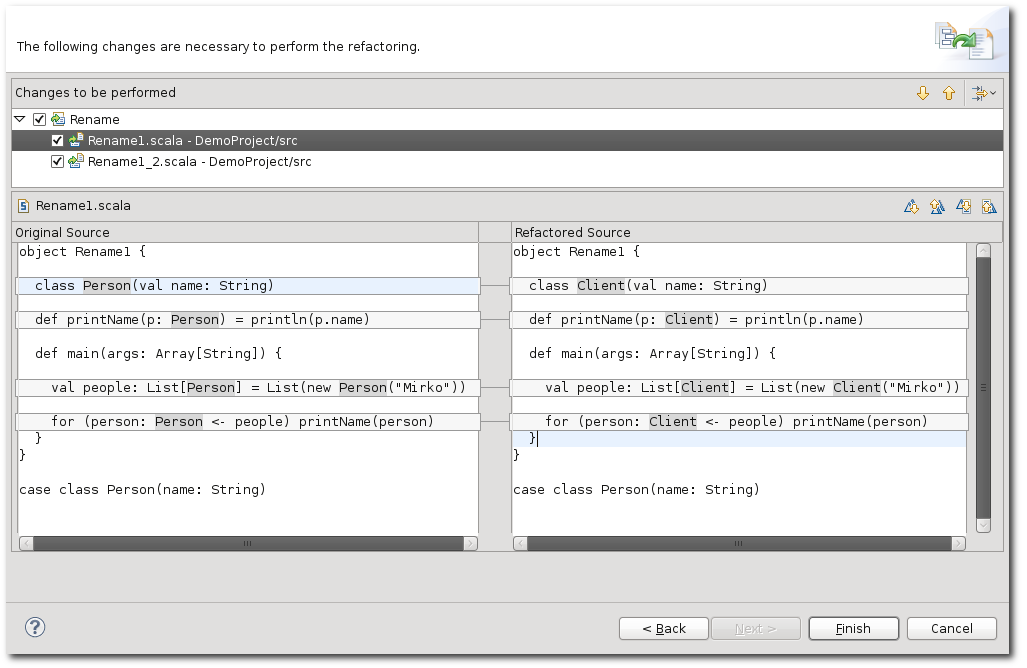 The following changes are necessary to perform the refactoring.
Changes to be performed
Rename
Rename1.scala - DemoProject/src
Rename1_2.scala - DemoProject/src
S Rename1.scala
Original Source
object Rename1 {
class Person(val name: String)
def printName(p: Person) = println(p.name)
def main(args: Array[String]) {
val people: List[Person] = List(new Person("Mirko"))
for (person: Person <- people) printName(person)
}
}
case class Person(name: String)
Refactored Source
object Rename1 {
class Client(val name: String)
def printName(p: Client) = println(p.name)
def main(args: Array[String]) {
val people: List[Client] = List(new Client("Mirko"))
for (person: Client <- people) printName(person)
}
}
case class Person(name: String)
? < Back Next > Finish Cancel